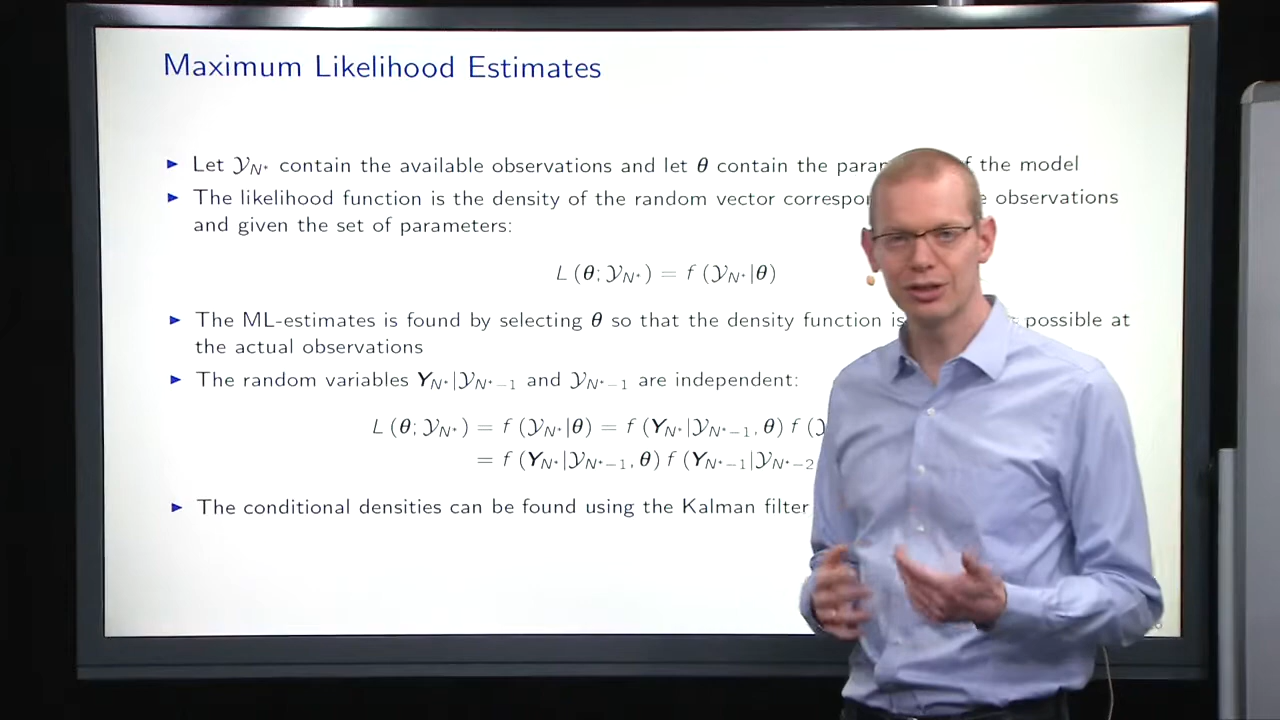 Maximum Likelihood Estimates
▶ Let 𝒴_{N*} contain the available observations and let θ contain the of the model
▶ The likelihood function is the density of the random vector observations
and given the set of parameters:
L (θ; 𝒴_{N*}) = f (𝒴_{N*}|θ)
▶ The ML-estimates is found by selecting θ so that the density function is possible at
the actual observations
▶ The random variables Y_{N*}|𝒴_{N*−1} and 𝒴_{N*−1} are independent:
L (θ; 𝒴_{N*}) = f (𝒴_{N*}|θ) = f (Y_{N*}|𝒴_{N*−1}, θ) f (
= f (Y_{N*}|𝒴_{N*−1}, θ) f (Y_{N*−1}|𝒴_{N*−2}
▶ The conditional densities can be found using the Kalman filter